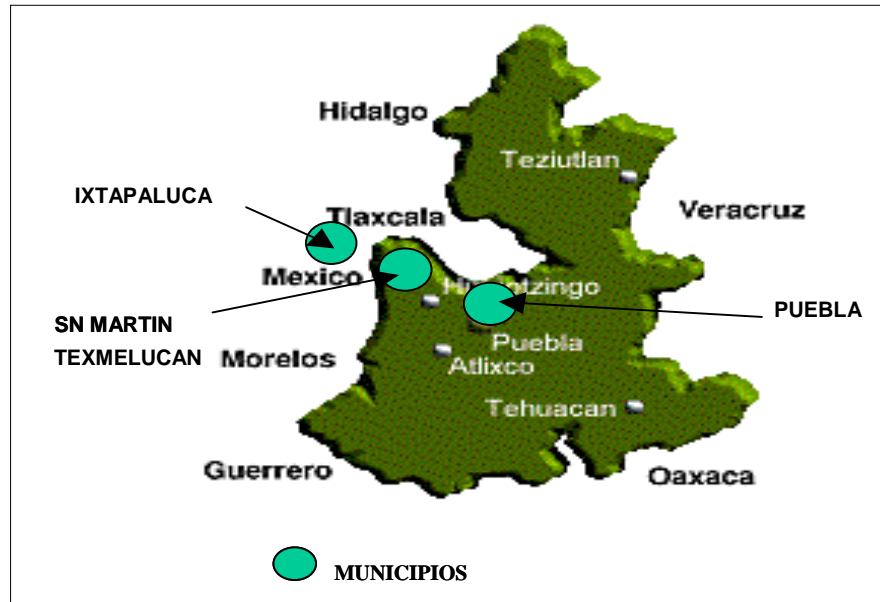 Hidalgo
Teziutlan
IXTAPALUCA
Tlaxcala
Veracruz
Mexico
PUEBLA
SN MARTIN
TEXMELUCAN
Puebla
Morelos
Atlixco
Tehuacan
Guerrero
Oaxaca
MUNICIPIOS